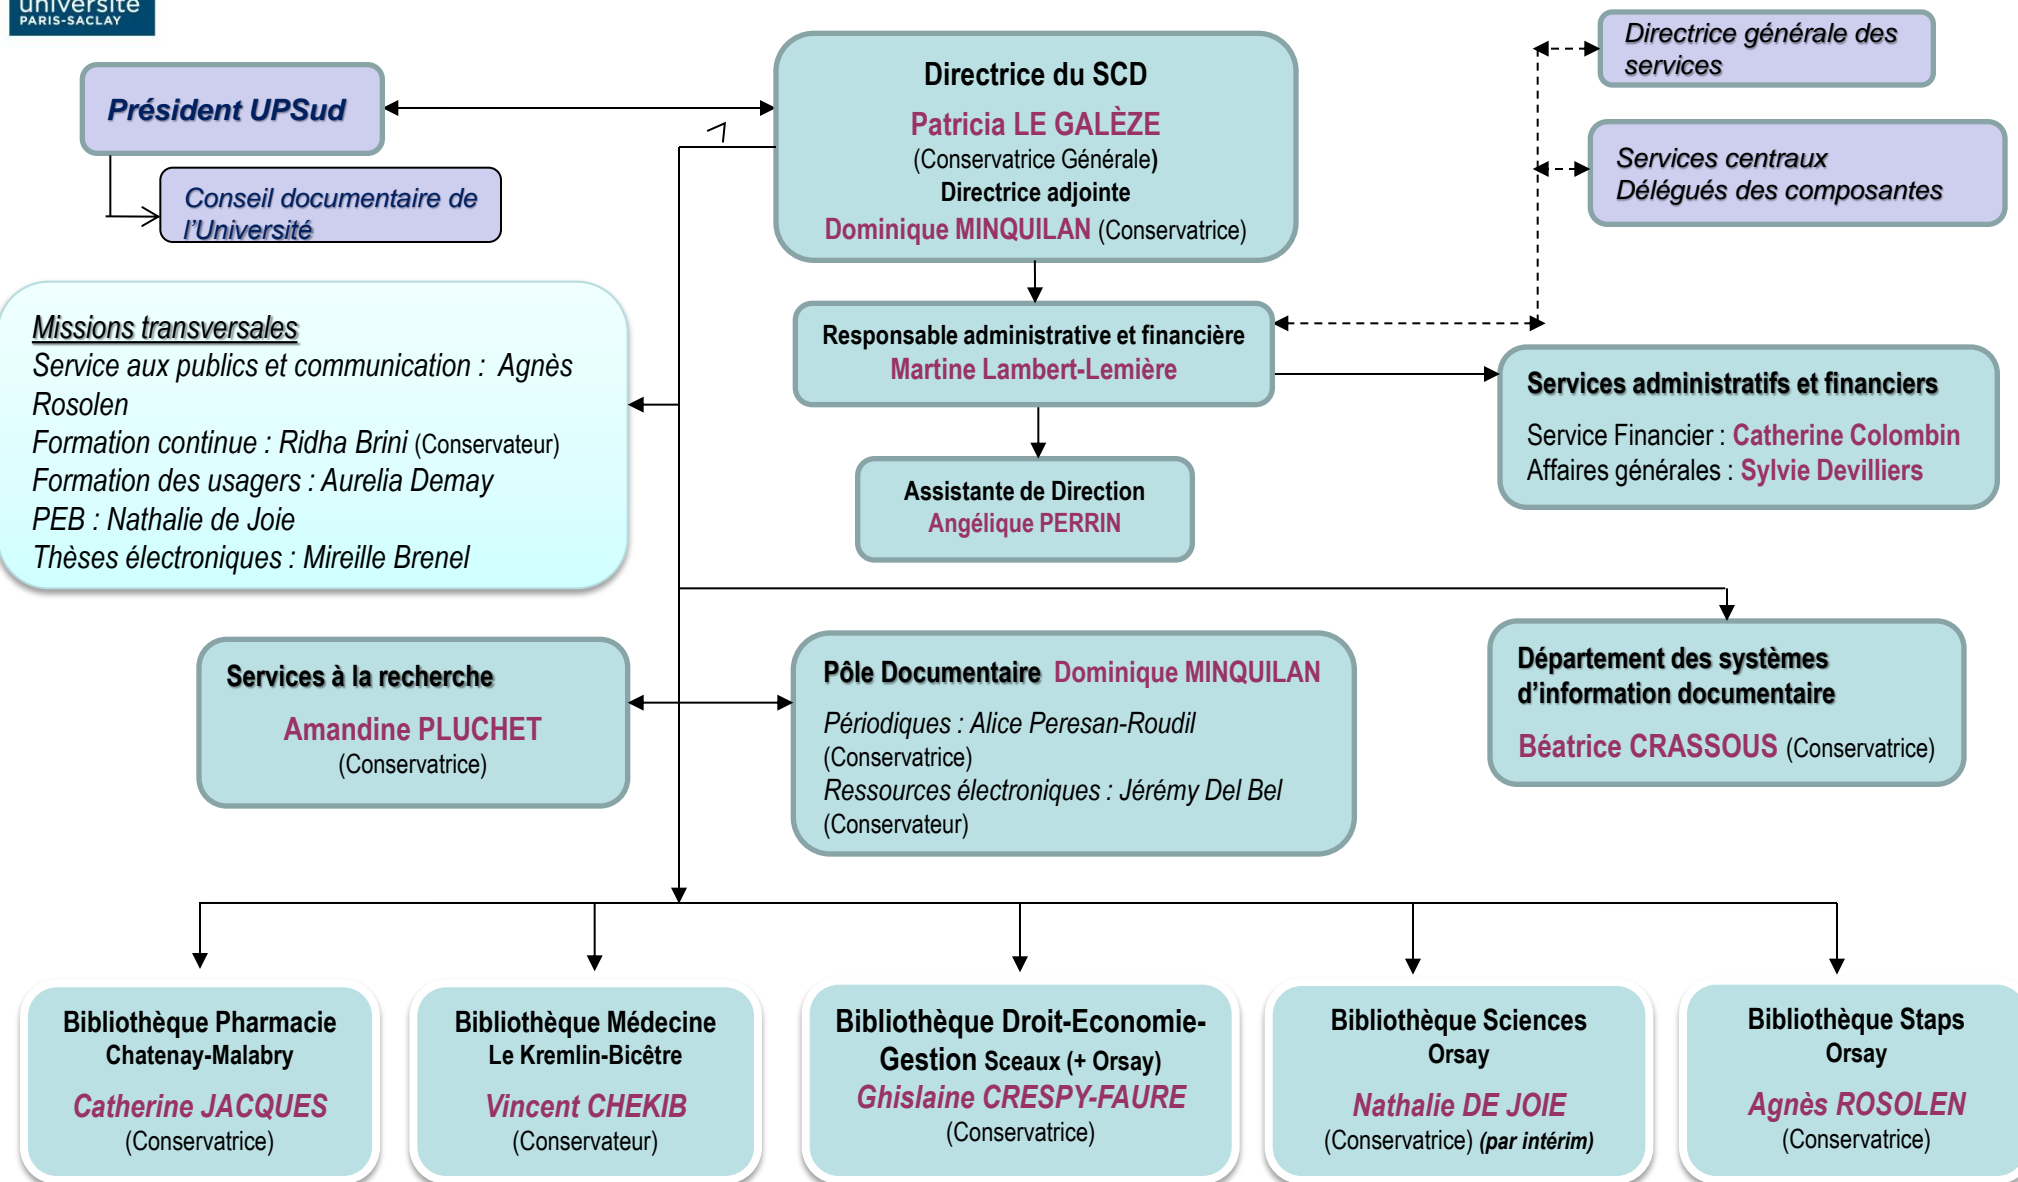 université
PARIS-SACLAY
Président UPSud
Conseil documentaire de
l’Université
Directrice du SCD
Patricia LE GALÈZE
(Conservatrice Générale)
Directrice adjointe
Dominique MINQUILAN (Conservatrice)
Directrice générale des
services
Services centraux
Délégués des composantes
Missions transversales
Service aux publics et communication : Agnès
Rosolen
Formation continue : Ridha Brini (Conservateur)
Formation des usagers : Aurelia Demay
PEB : Nathalie de Joie
Thèses électroniques : Mireille Brenel
Responsable administrative et financière
Martine Lambert-Lemière
Services administratifs et financiers
Service Financier : Catherine Colombin
Affaires générales : Sylvie Devilliers
Assistante de Direction
Angélique PERRIN
Services à la recherche
Amandine PLUCHET
(Conservatrice)
Pôle Documentaire Dominique MINQUILAN
Périodiques : Alice Peresan-Roudil
(Conservatrice)
Ressources électroniques : Jérémy Del Bel
(Conservateur)
Département des systèmes
d’information documentaire
Béatrice CRASSOUS (Conservatrice)
Bibliothèque Pharmacie
Chatenay-Malabry
Catherine JACQUES
(Conservatrice)
Bibliothèque Médecine
Le Kremlin-Bicêtre
Vincent CHEKIB
(Conservateur)
Bibliothèque Droit-Economie-
Gestion Sceaux (+ Orsay)
Ghislaine CRESPY-FAURE
(Conservatrice)
Bibliothèque Sciences
Orsay
Nathalie DE JOIE
(Conservatrice) (par intérim)
Bibliothèque Staps
Orsay
Agnès ROSOLEN
(Conservatrice)